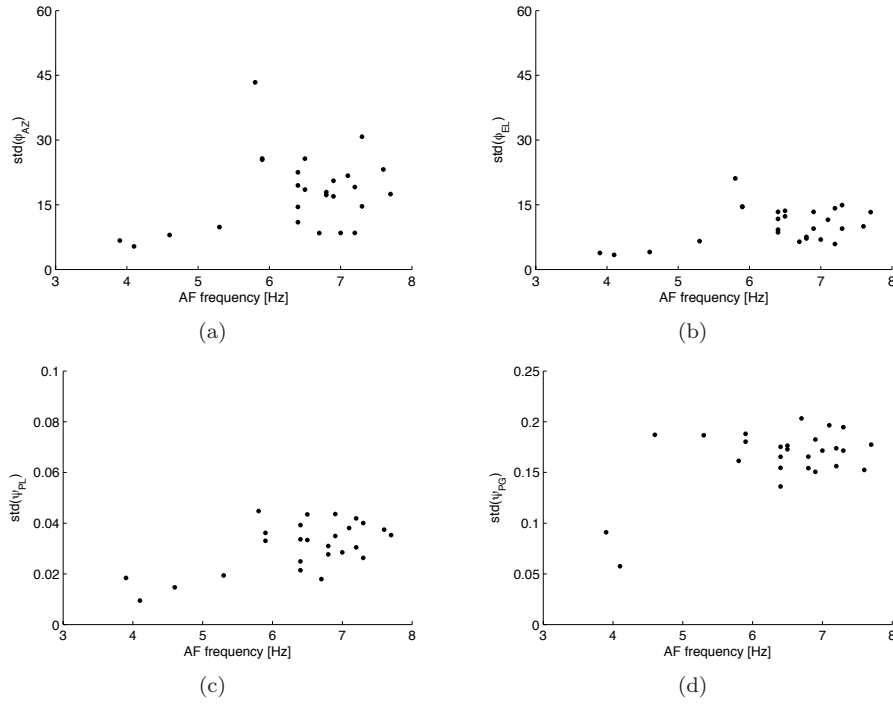 60
45
30
15
0
3 4 5 6 7 8
std(ϕAZ)
AF frequency [Hz]
(a)
60
45
30
15
0
3 4 5 6 7 8
std(ϕEL)
AF frequency [Hz]
(b)
0.1
0.08
0.06
0.04
0.02
0
3 4 5 6 7 8
std(ψPL)
AF frequency [Hz]
(c)
0.25
0.2
0.15
0.1
0.05
0
3 4 5 6 7 8
std(ψPG)
AF frequency [Hz]
(d)